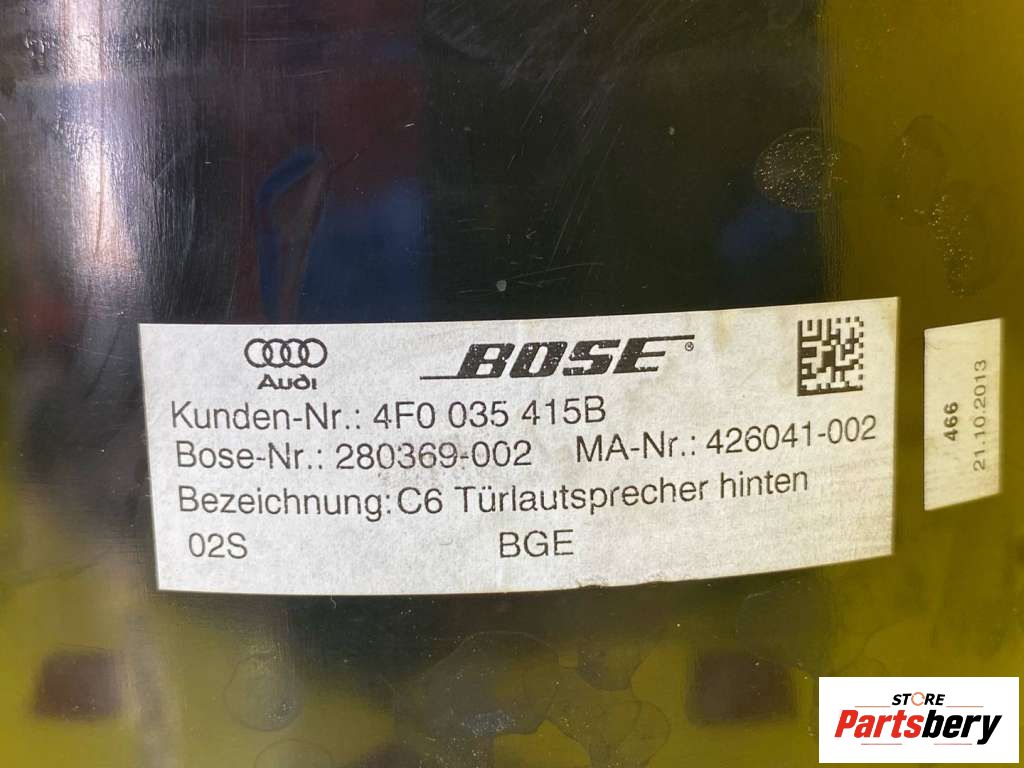 Audi
BOSE®
Kunden-Nr.: 4F0 035 415B
Bose-Nr.: 280369-002 MA-Nr.: 426041-002
Bezeichnung: C6 Türlautsprecher hinten
02S BGE
466
21.10.2013
STORE
Partsbery